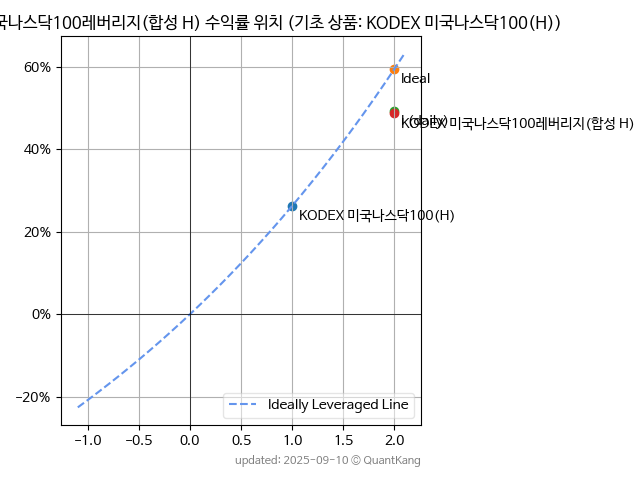 국나스닥100레버리지(합성 H) 수익률 위치 (기초 상품: KODEX 미국나스닥100(H))
60%
40%
20%
0%
−20%
Ideal
(daily)
KODEX 미국나스닥100레버리지(합성 H)
KODEX 미국나스닥100(H)
Ideally Leveraged Line
−1.0 −0.5 0.0 0.5 1.0 1.5 2.0
updated: 2025-09-10 © QuantKang